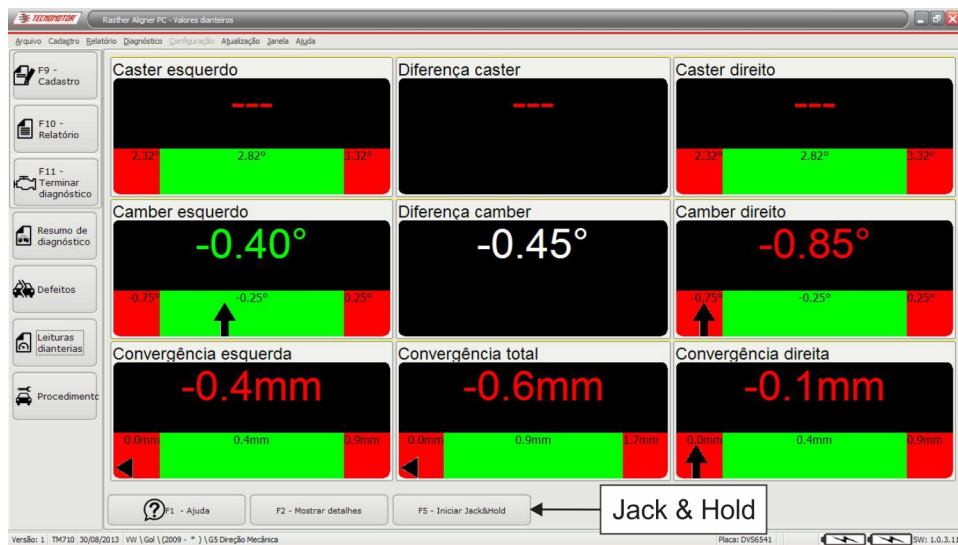 TECNOMOTOR
Rasther Aligner PC - Valores dianteiros
Arquivo Cadastro Relatório Diagnóstico Configuração Atualização Janela Ajuda
F9 -
Cadastro
F10 -
Relatório
F11 -
Terminar
diagnóstico
Resumo de
diagnóstico
Defeitos
Leituras
dianterias
Procedimento
Caster esquerdo
---
2.32° 2.82° 3.32°
Diferença caster
---
Caster direito
---
2.32° 2.82° 3.32°
Camber esquerdo
-0.40°
-0.75° -0.25° 0.25°
Diferença camber
-0.45°
Camber direito
-0.85°
-0.75° -0.25° 0.25°
Convergência esquerda
-0.4mm
0.0mm 0.4mm 0.9mm
Convergência total
-0.6mm
0.0mm 0.9mm 1.7mm
Convergência direita
-0.1mm
0.0mm 0.4mm 0.9mm
F1 - Ajuda
F2 - Mostrar detalhes
F5 - Iniciar Jack&Hold
Jack & Hold
Versão: 1 TM710 30/08/2013 VW \ Gol \ (2009 - * ) \ G5 Direção Mecânica Placa: DVS6541 SW: 1.0.3.11